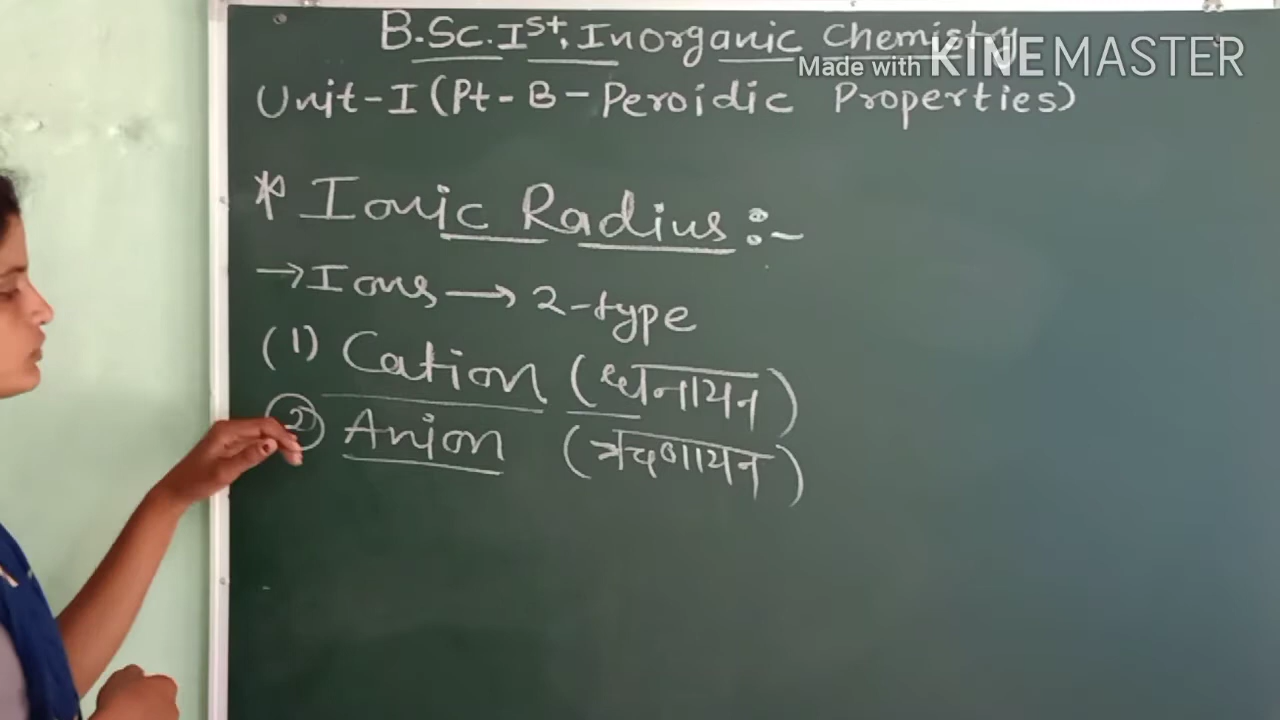 B.Sc. Ist, Inorganic Chemistry
Made with KINEMASTER
Unit-I (Pt-B-Peroidic Properties)
* Ionic Radius :-
→ Ions → 2-type
(1) Cation (धनायन)
(2) Anion (ऋणायन)